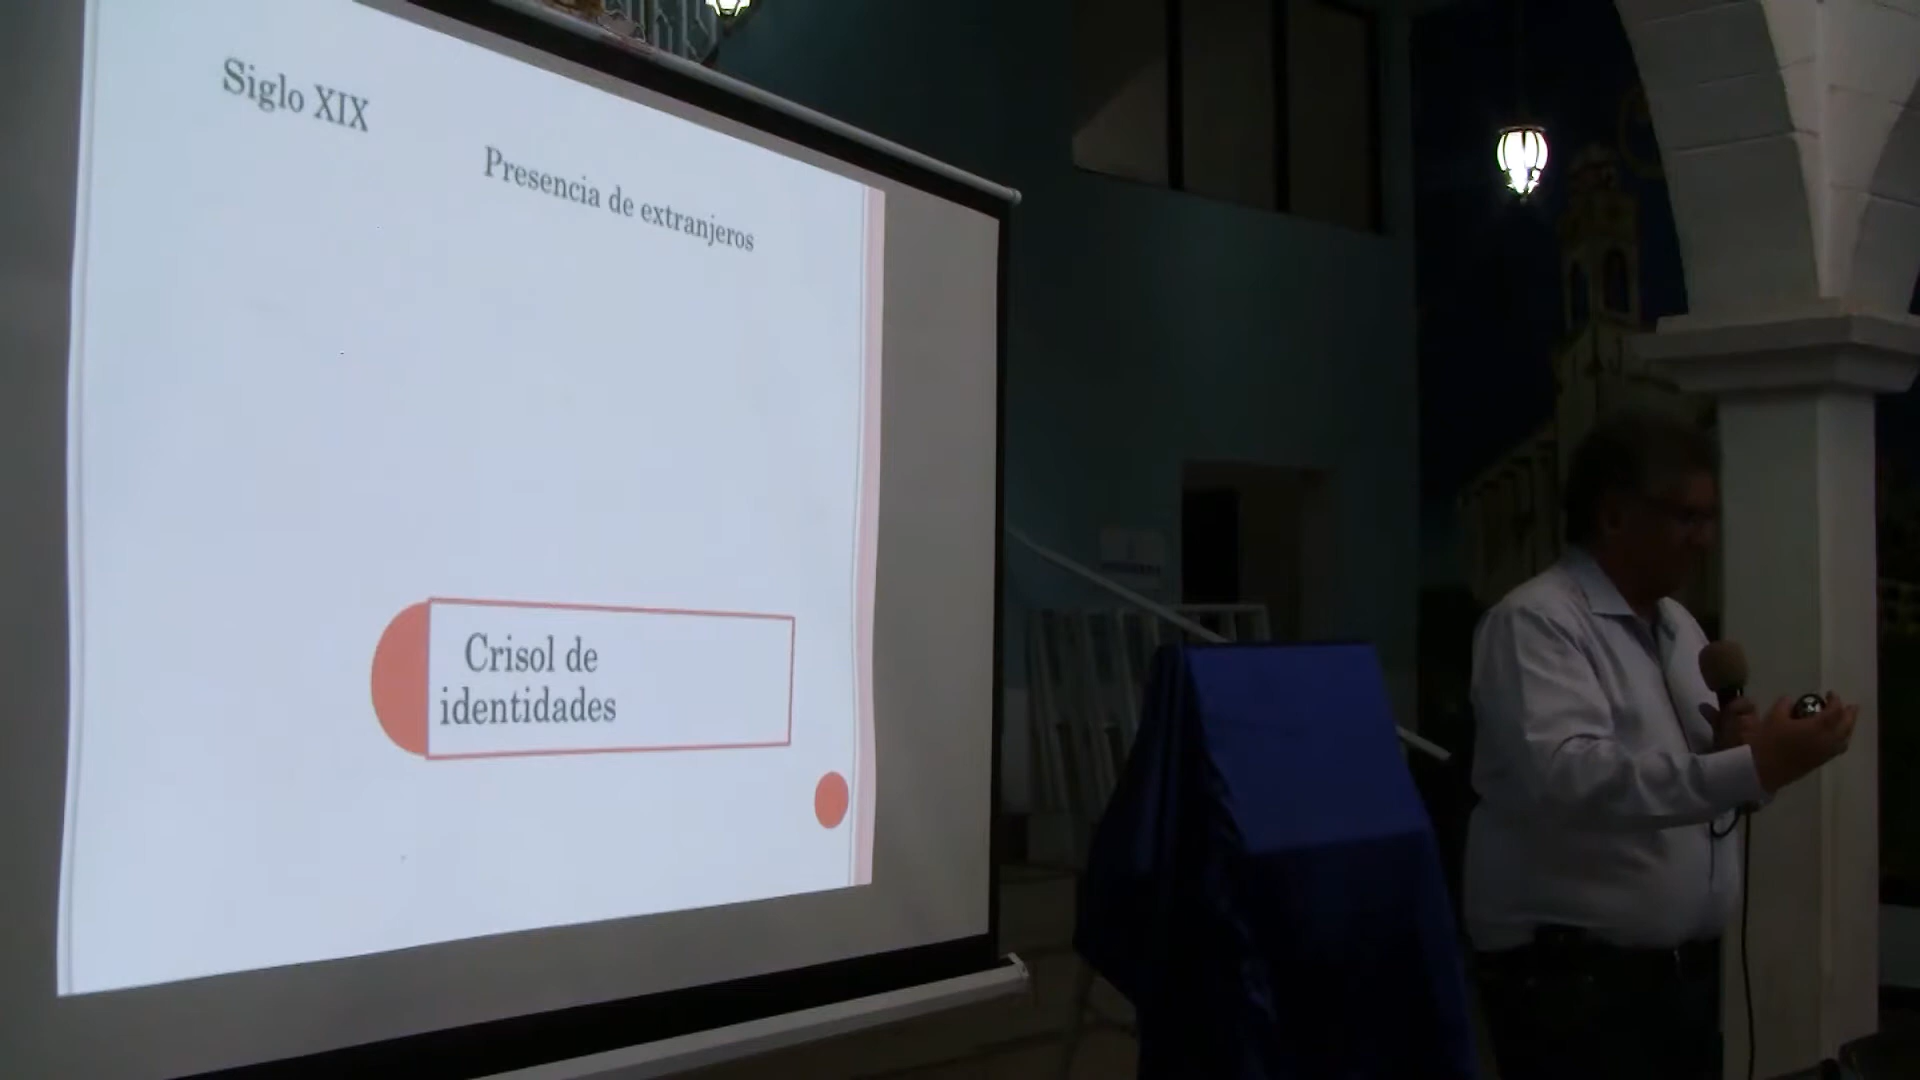 Siglo XIX
Presencia de extranjeros
Crisol de
identidades